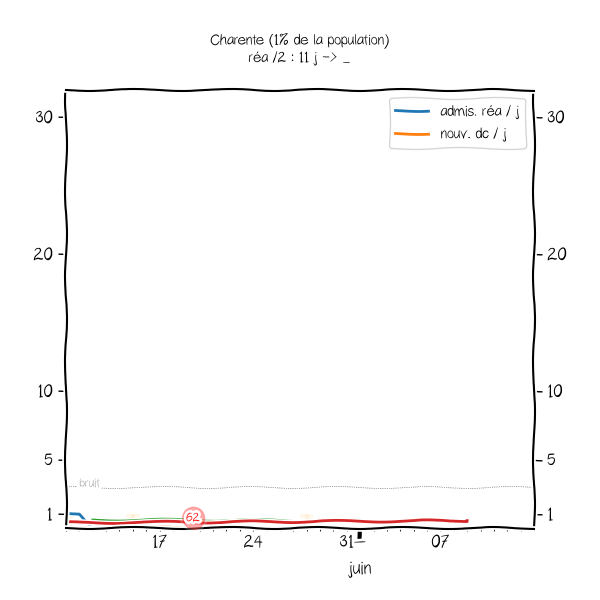 Charente (1% de la population)
réa /2 : 11 j -> _
admis. réa / j
nouv. dc / j
30 30
20 20
10 10
5 5
bruit
1 62 1
17 24 31 07
juin